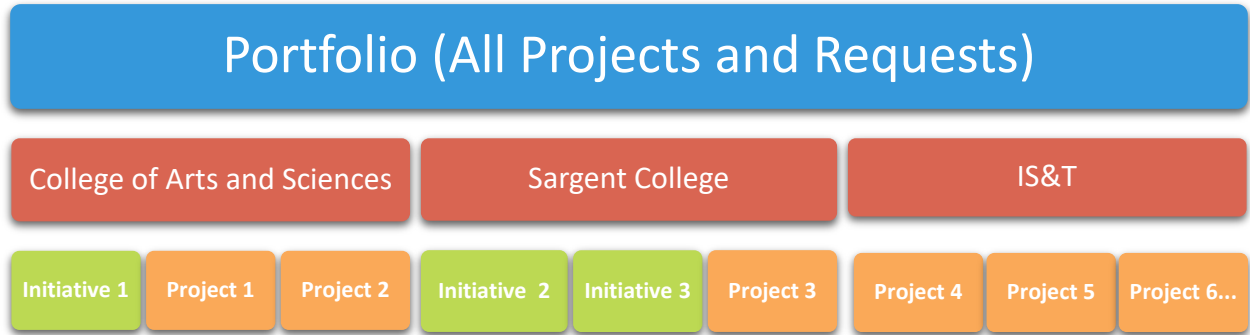 Portfolio (All Projects and Requests)
College of Arts and Sciences
Sargent College
IS&T
Initiative 1
Project 1
Project 2
Initiative 2
Initiative 3
Project 3
Project 4
Project 5
Project 6...